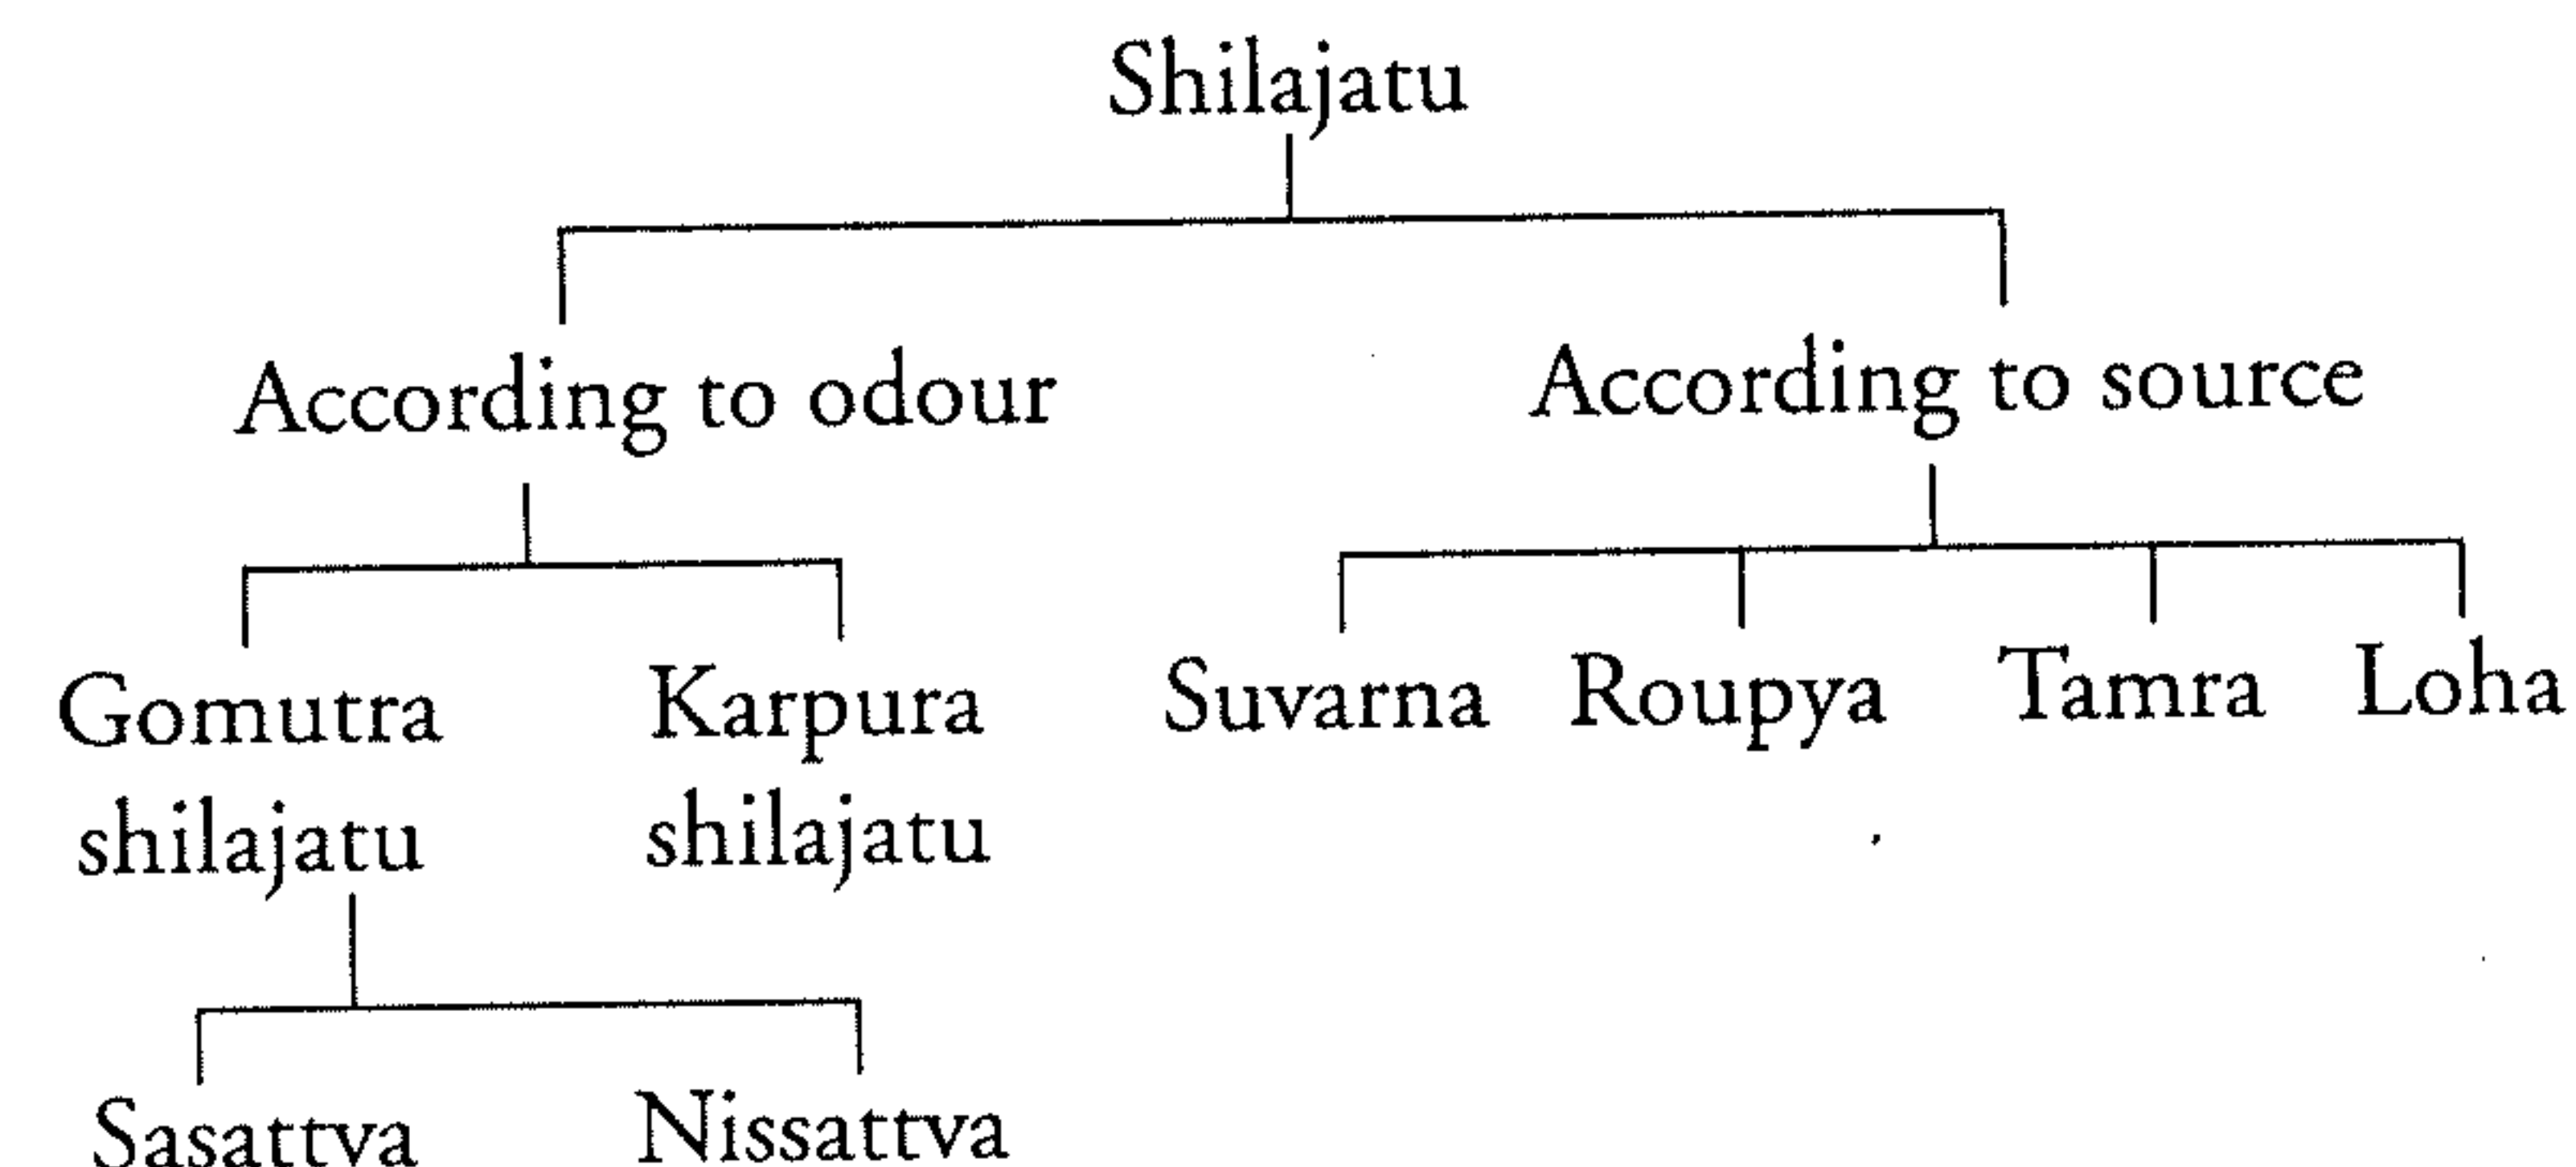 Shilajatu
According to odour
According to source
Gomutra
shilajatu
Karpura
shilajatu
Suvarna
Roupya
Tamra
Loha
Sasattva
Nissattva